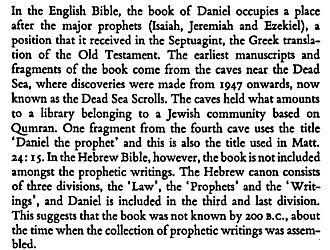 In the English Bible, the book of Daniel occupies a place
after the major prophets (Isaiah, Jeremiah and Ezekiel), a
position that it received in the Septuagint, the Greek transla-
tion of the Old Testament. The earliest manuscripts and
fragments of the book come from the caves near the Dead
Sea, where discoveries were made from 1947 onwards, now
known as the Dead Sea Scrolls. The caves held what amounts
to a library belonging to a Jewish community based on
Qumran. One fragment from the fourth cave uses the title
'Daniel the prophet' and this is also the title used in Matt.
24:15. In the Hebrew Bible, however, the book is not included
amongst the prophetic writings. The Hebrew canon consists
of three divisions, the 'Law', the 'Prophets' and the 'Writ-
ings', and Daniel is included in the third and last division.
This suggests that the book was not known by 200 B.C., about
the time when the collection of prophetic writings was assem-
bled.